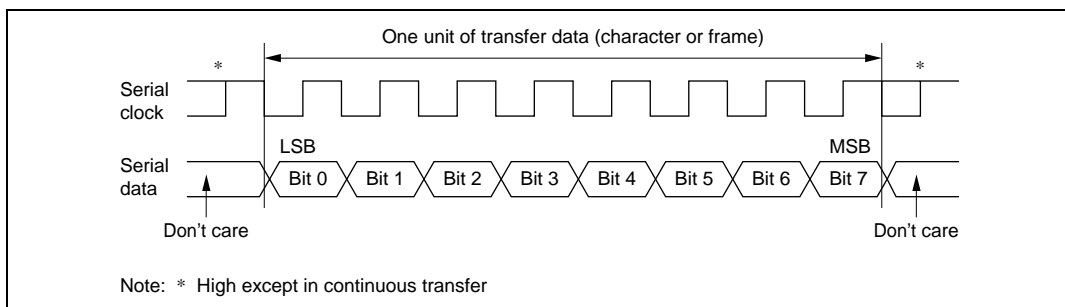 One unit of transfer data (character or frame)
* *
Serial
clock
LSB MSB
Serial
data
Bit 0 Bit 1 Bit 2 Bit 3 Bit 4 Bit 5 Bit 6 Bit 7
Don't care Don't care
Note: * High except in continuous transfer